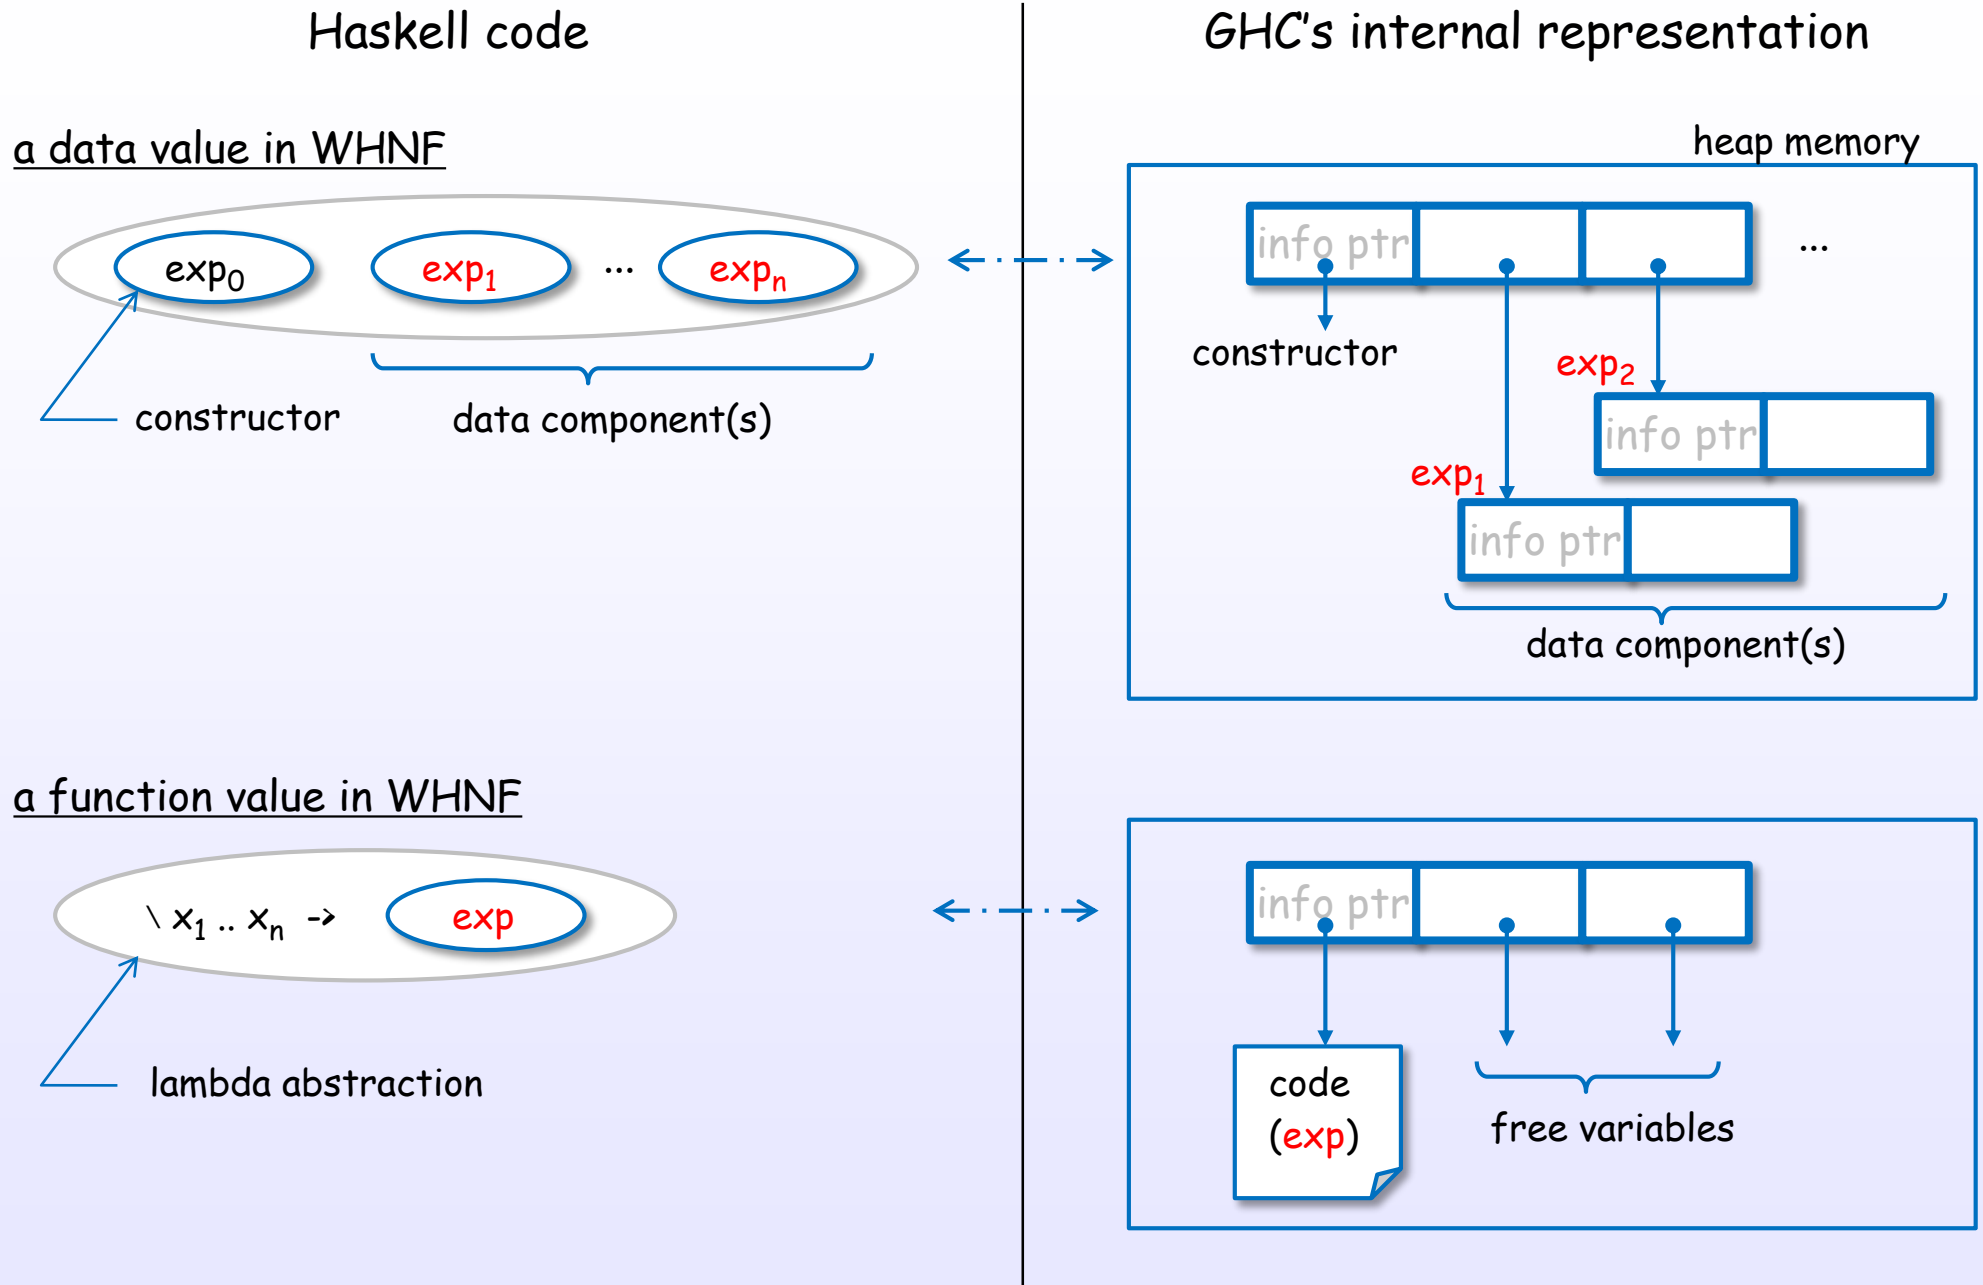 Haskell code
GHC's internal representation
a data value in WHNF
heap memory
exp0 exp1 ... expn
info ptr ...
constructor
exp2
constructor
data component(s)
info ptr
exp1
info ptr
data component(s)
a function value in WHNF
\ x1 .. xn -> exp
info ptr
lambda abstraction
code
(exp)
free variables